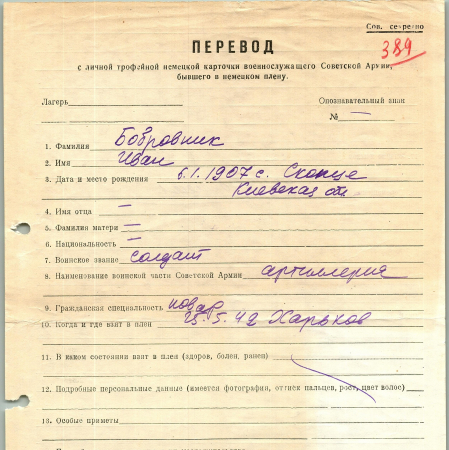 Сов. секретно
389
ПЕРЕВОД
с личной трофейной немецкой карточки военнослужащего Советской Армии,
бывшего в немецком плену.
Лагерь
Опознавательный знак
№ —
1. Фамилия Бобровник
2. Имя Иван
3. Дата и место рождения 6.1.1907 г. Скопце
Киевская об.
4. Имя отца —
5. Фамилия матери —
6. Национальность —
7. Воинское звание солдат
8. Наименование воинской части Советской Армии артиллерия
9. Гражданская специальность повар
10. Когда и где взят в плен 25.5.42 Харьков
11. В каком состоянии взят в плен (здоров, болен, ранен)
12. Подробные персональные данные (имеется фотография, оттиск пальцев, рост, цвет волос)
13. Особые приметы